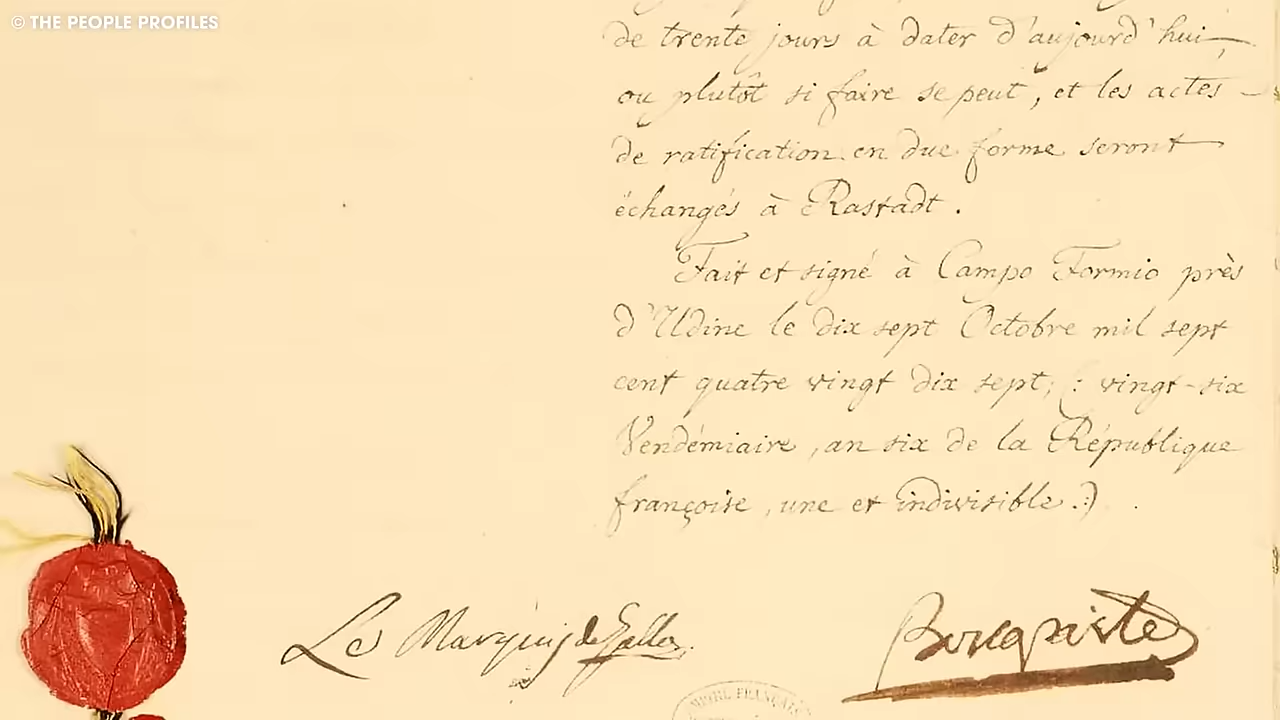 © THE PEOPLE PROFILES
de trente jours à dater d'aujourd'hui,
ou plutôt si faire se peut, et les actes
de ratification en due forme seront
échangés à Rastadt.
Fait et signé à Campo Formio près
d'Udine le dix sept Octobre mil sept
cent quatre vingt dix sept; (: vingt-six
Vendémiaire, an six de la République
françoise, une et indivisible.:)
Le Marquis de Gallo.
Bonaparte